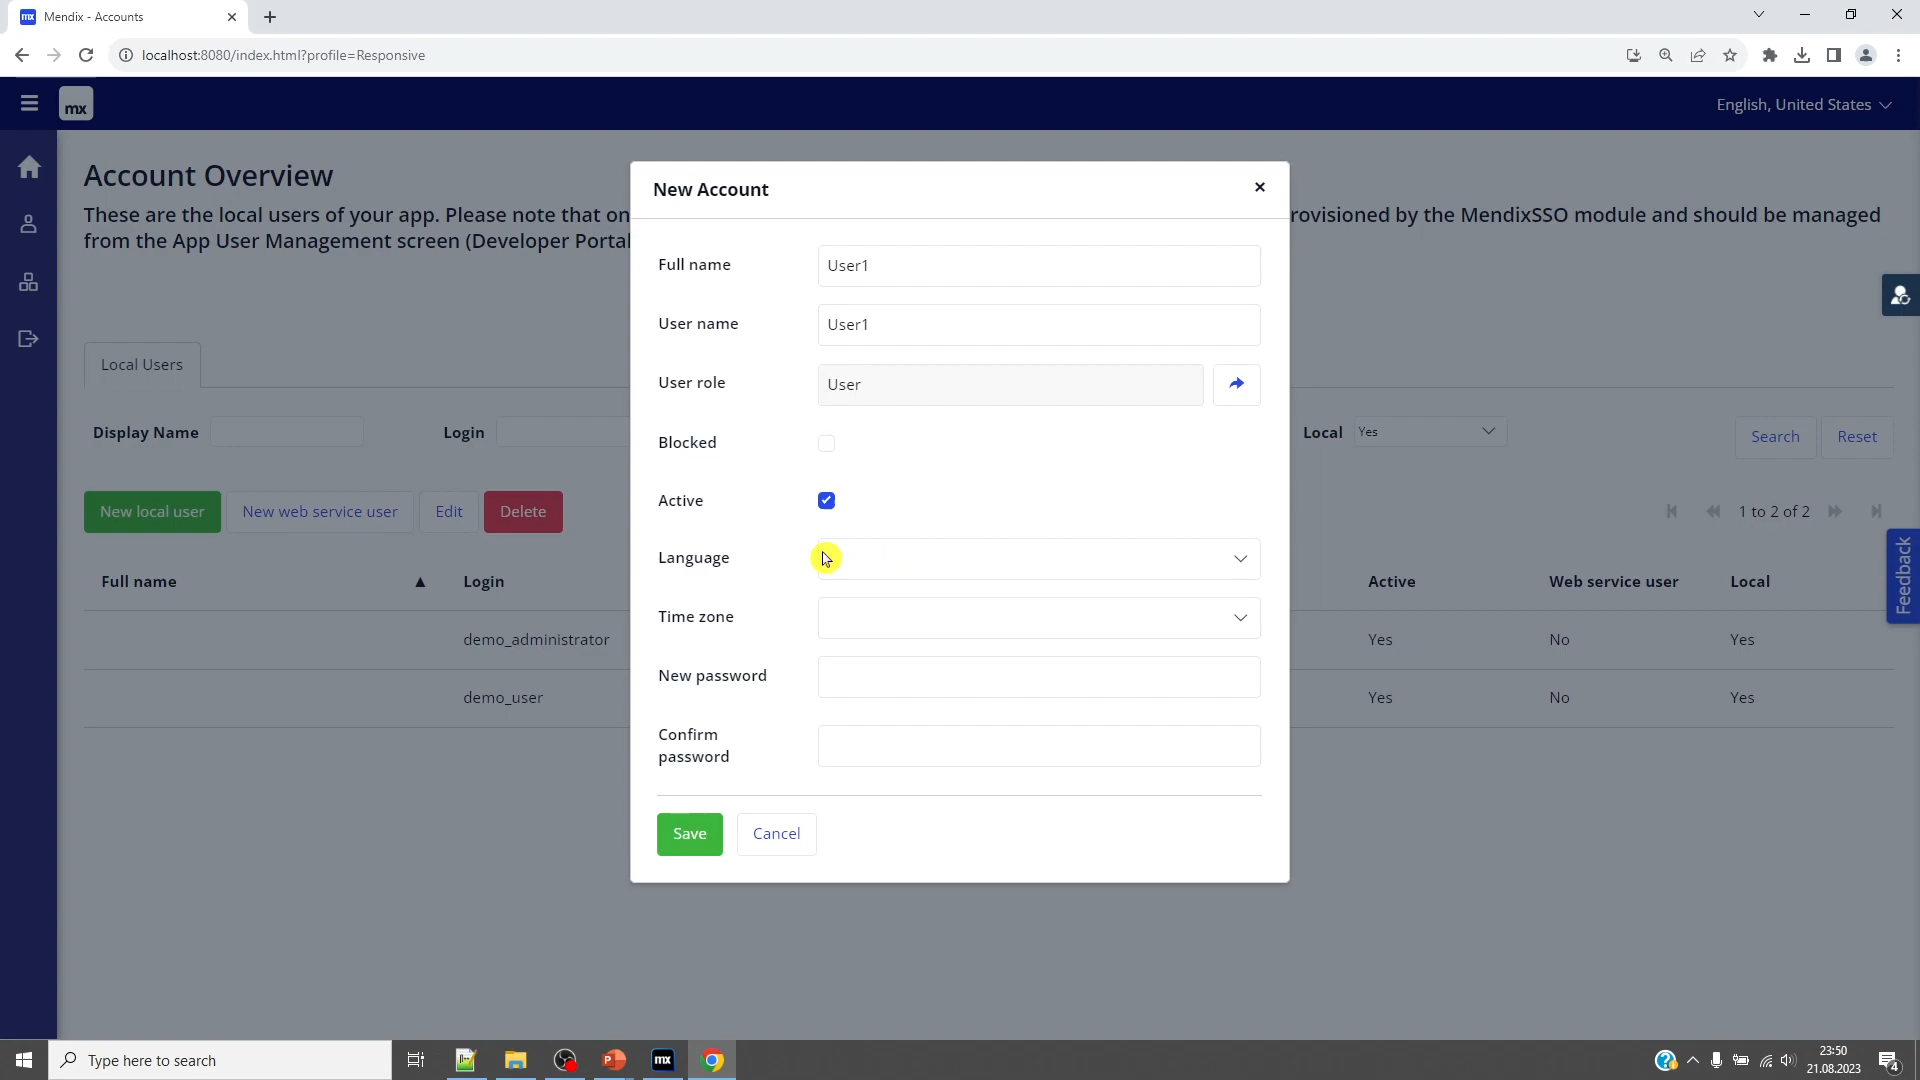 mx Mendix - Accounts
localhost:8080/index.html?profile=Responsive
mx
English, United States
Account Overview
These are the local users of your app. Please note that on
rovisioned by the MendixSSO module and should be managed
from the App User Management screen (Developer Portal
New Account
Full name
User1
User name
User1
User role
User
Blocked
Active
Language
Time zone
New password
Confirm
password
Save
Cancel
Local Users
Display Name
Login
Local
Yes
Search
Reset
New local user
New web service user
Edit
Delete
1 to 2 of 2
Full name
Login
Active
Web service user
Local
demo_administrator
Yes
No
Yes
demo_user
Yes
No
Yes
Feedback
Type here to search
P
mx
23:50
21.08.2023
4